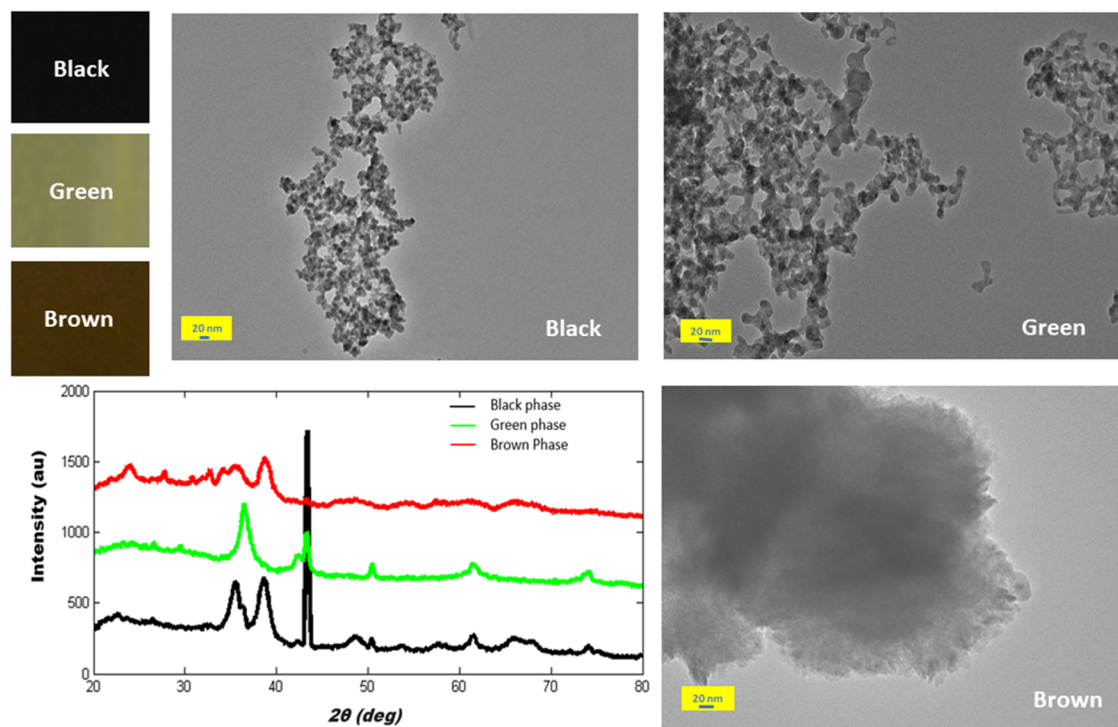 Black
Green
Brown
20 nm
Black
20 nm
Green
2000
1500
1000
500
0
20
30
40
50
60
70
80
Intensity (au)
2θ (deg)
Black phase
Green phase
Brown Phase
20 nm
Brown